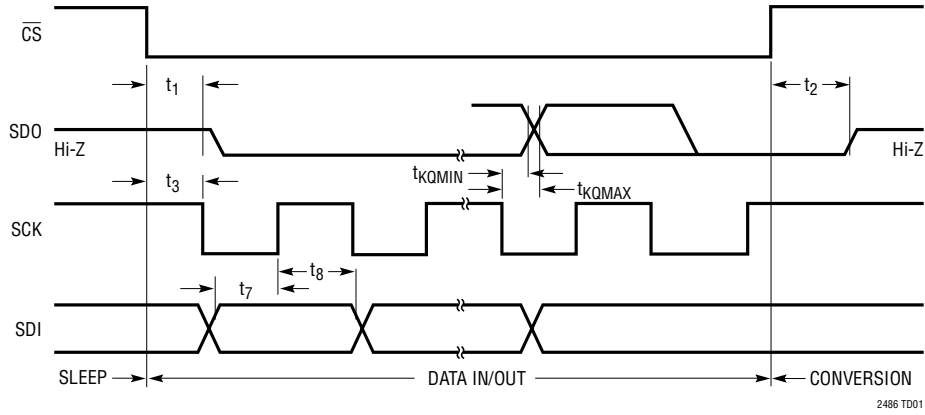 CS
t1
t2
SDO
Hi-Z
Hi-Z
tKQMIN
tKQMAX
t3
SCK
t8
t7
SDI
SLEEP
DATA IN/OUT
CONVERSION
2486 TD01